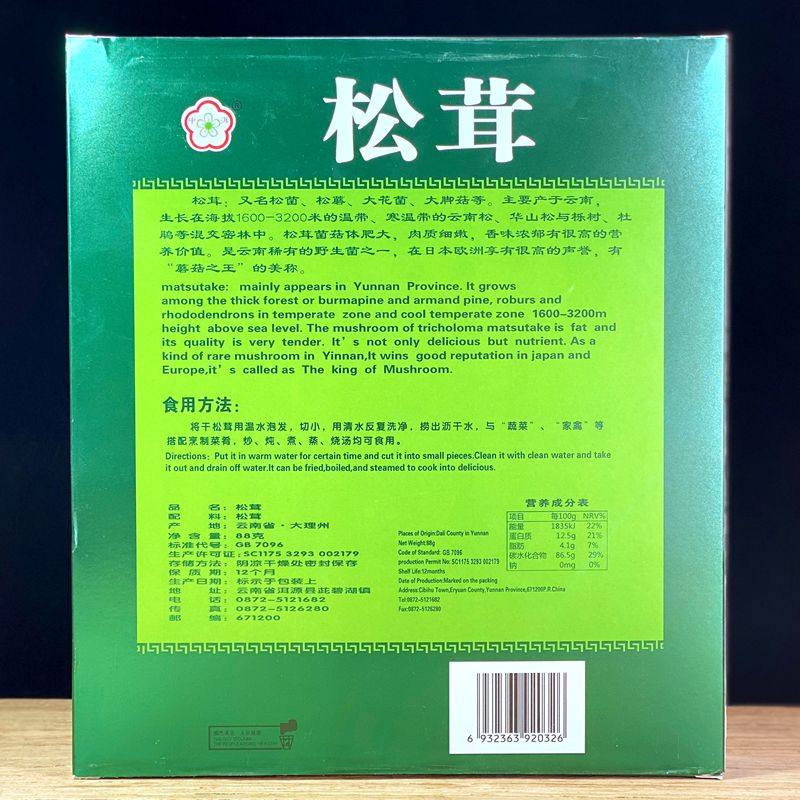 松茸
松茸：又名松菌、松蕈、大花菌、大脚菇等。主要产于云南，
生长在海拔1600-3200米的温带、寒温带的云南松、华山松与栎树、杜
鹃等混交密林中。松茸菌菇体肥大，肉质细嫩，香味浓郁有很高的营
养价值。是云南稀有的野生菌之一，在日本欧洲享有很高的声誉，有
“蘑菇之王”的美称。
matsutake: mainly appears in Yunnan Province. It grows
among the thick forest or burmapine and armand pine, roburs and
rhododendrons in temperate zone and cool temperate zone 1600-3200m
height above sea level. The mushroom of tricholoma matsutake is fat and
its quality is very tender. It's not only delicious but nutrient. As a
kind of rare mushroom in Yinnan,It wins good reputation in japan and
Europe,it's called as The king of Mushroom.
食用方法：
将干松茸用温水泡发，切小，用清水反复洗净，捞出沥干水，与“蔬菜”、“家禽”等
搭配烹制菜肴，炒、炖、煮、蒸、烧汤均可食用。
Directions: Put it in warm water for certain time and cut it into small pieces.Clean it with clean water and take
it out and drain off water.It can be fried,boiled,and steamed to cook into delicious.
品名：松茸
配料：松茸
产地：云南省·大理州
净含量：88克
标准代号：GB 7096
生产许可证：SC1175 3293 002179
存储方法：阴凉干燥处密封保存
保质期：12个月
生产日期：标示于包装上
地址：云南省洱源县茈碧湖镇
电话：0872-5121682
传真：0872-5126280
邮编：671200
Places of Origin:Dali County in Yunnan
Net Weight:88g
Code of Standard: GB 7096
production Permit No:SC1175 3293 002179
Shelf Life:12months
Date of Production:Marked on the packing
Address:Cibihu Town,Eryuan County,Yunnan Province,671200P.R.China
Tel:0872-5121682
Fax:0872-5126280
营养成分表
项目 每100g NRV%
能量 1835kJ 22%
蛋白质 12.5g 21%
脂肪 4.1g 7%
碳水化合物 86.5g 29%
钠 0mg 0%
6 932363 920326